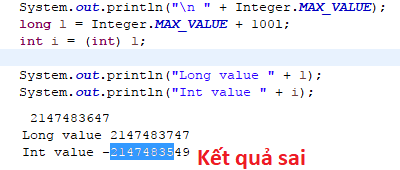 System.out.println("\n " + Integer.MAX_VALUE);
long l = Integer.MAX_VALUE + 100l;
int i = (int) l;
System.out.println("Long value " + l);
System.out.println("Int value " + i);
2147483647
Long value 2147483747
Int value -2147483549
Kết quả sai